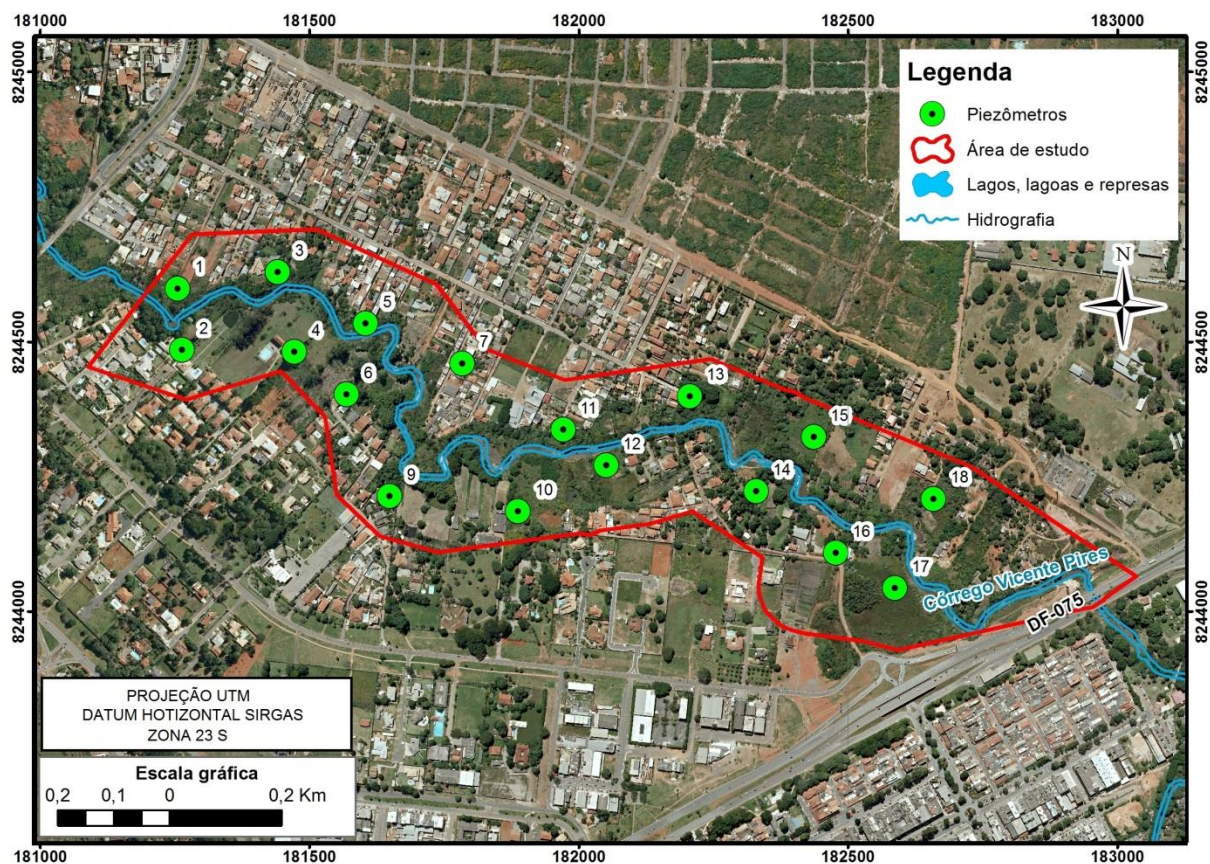 181000 181500 182000 182500 183000
8245000
8245000
Legenda
Piezômetros
Área de estudo
Lagos, lagoas e represas
Hidrografia
N
3
1
5
8244500
8244500
2
4
7
6
13
11
15
12
9
14
18
10
16
17
Córrego Vicente Pires
DF-075
8244000
8244000
PROJEÇÃO UTM
DATUM HOTIZONTAL SIRGAS
ZONA 23 S
Escala gráfica
0,2 0,1 0 0,2 Km
181000 181500 182000 182500 183000